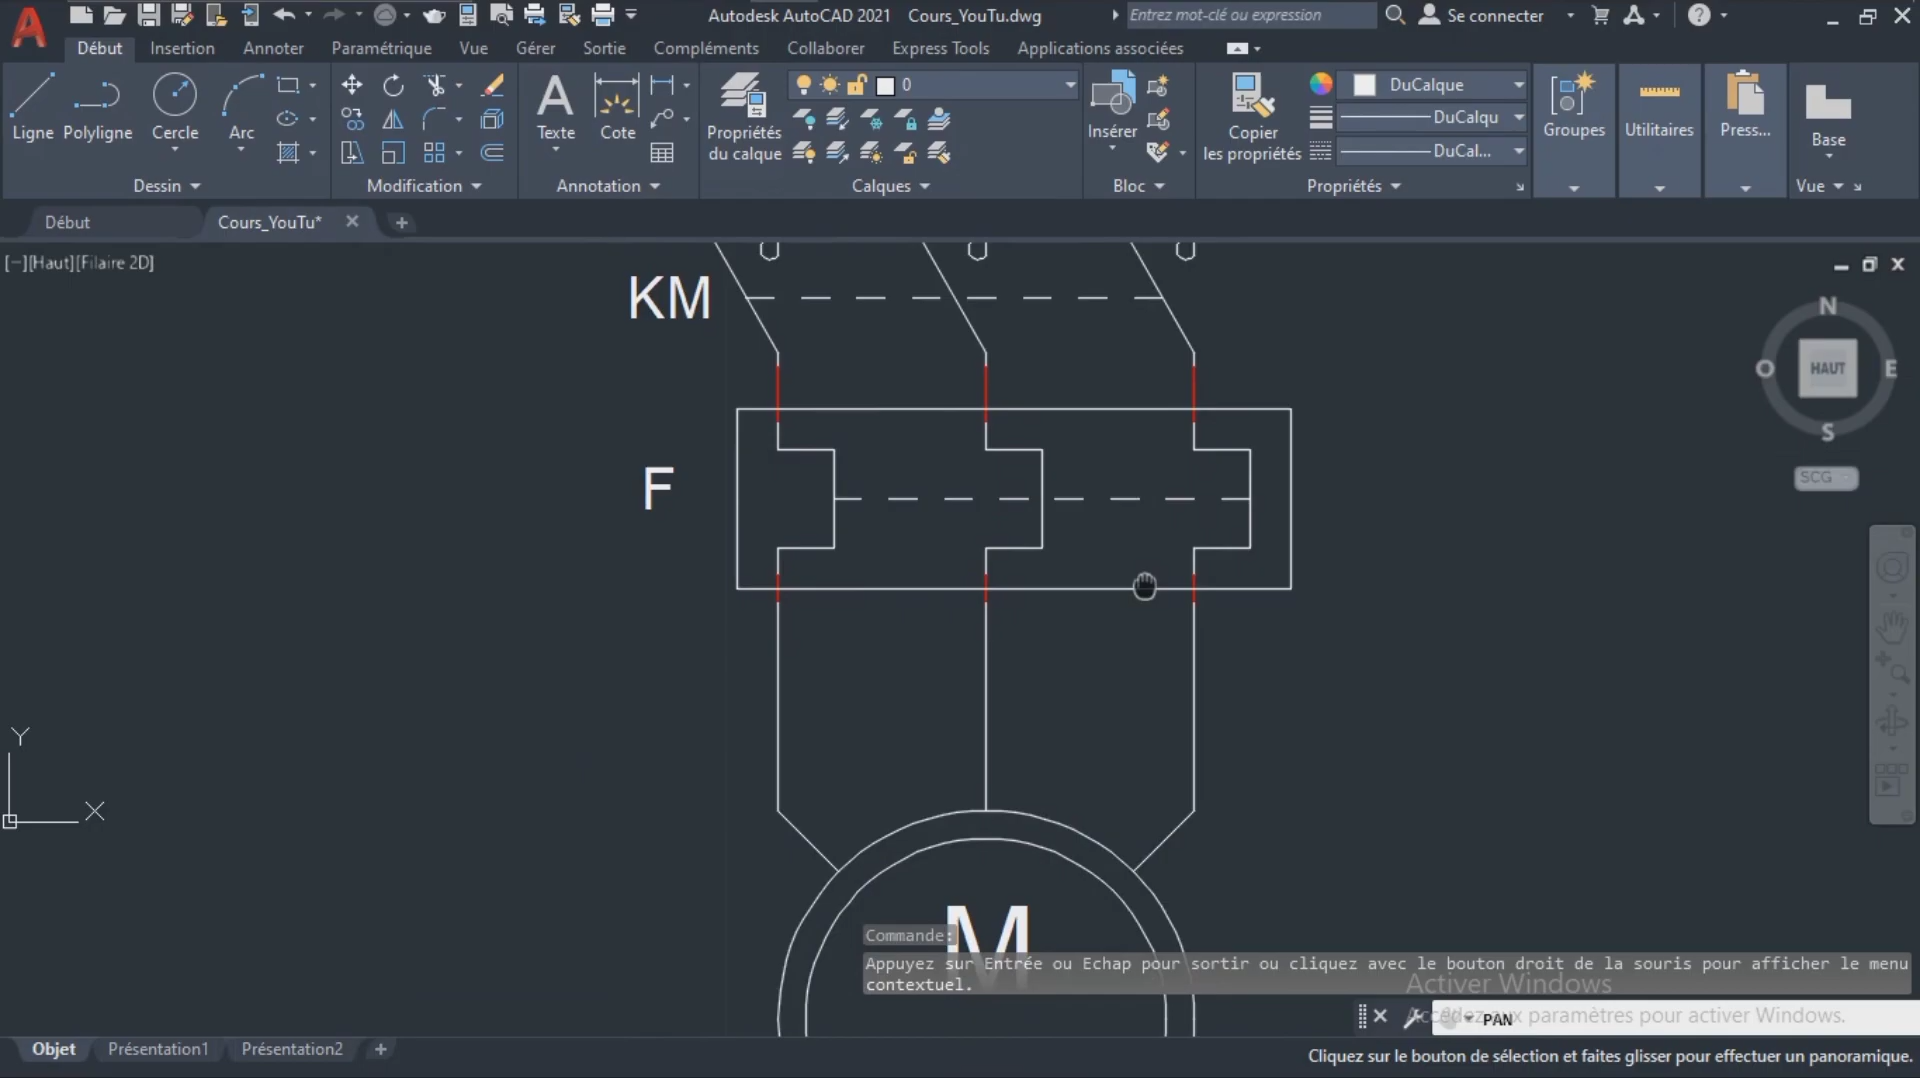 Autodesk AutoCAD 2021 Cours_YouTu.dwg
Entrez mot-clé ou expression
Se connecter
Début Insertion Annoter Paramétrique Vue Gérer Sortie Compléments Collaborer Express Tools Applications associées
0
DuCalque
Ligne Polyligne Cercle Arc
Texte Cote
Propriétés du calque
Insérer
Copier les propriétés
DuCalqu
DuCal...
Groupes Utilitaires Press... Base
Dessin Modification Annotation Calques Bloc Propriétés Vue
Début Cours_YouTu*
[−][Haut][Filaire 2D]
KM
N
O HAUT E
S
SCG
F
Y
X
M
Commande:
Appuyez sur Entrée ou Echap pour sortir ou cliquez avec le bouton droit de la souris pour afficher le menu
contextuel.
Activer Windows
Accédez aux paramètres pour activer Windows.
PAN
Objet Présentation1 Présentation2
Cliquez sur le bouton de sélection et faites glisser pour effectuer un panoramique.